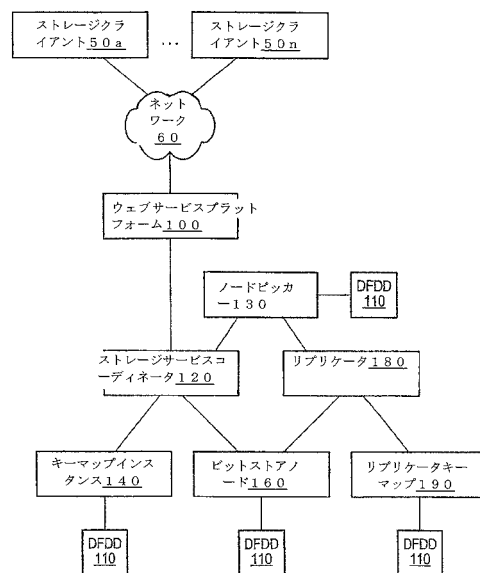 ストレージクラ
イアント50a
...
ストレージクラ
イアント50n
ネット
ワーク
60
ウェブサービスプラット
フォーム100
ノードピッカ
ー130
DFDD
110
ストレージサービスコ
ーディネータ120
リプリケータ180
キーマップインス
タンス140
ビットストアノ
ード160
リプリケータキー
マップ190
DFDD
110
DFDD
110
DFDD
110